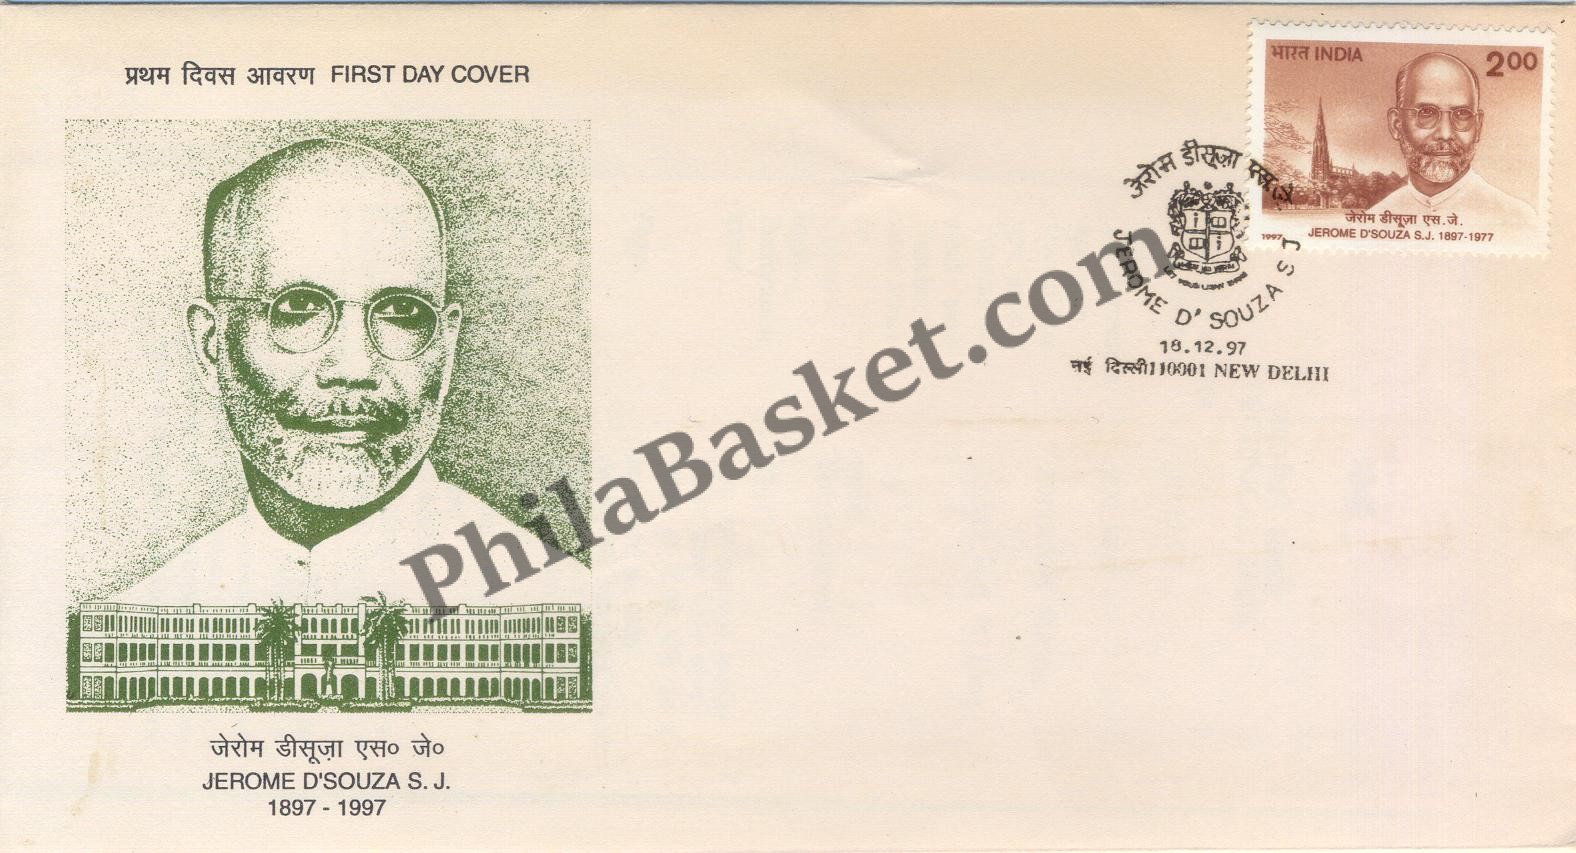 प्रथम दिवस आवरण FIRST DAY COVER
भारत INDIA 2.00
जेरोम डीसूज़ा एस.जे.
1997 JEROME D'SOUZA S.J. 1897-1977
जेरोम डीसूज़ा एस.जे.
JEROME D' SOUZA S J
18.12.97
नई दिल्ली 110001 NEW DELHI
PhilaBasket.com
जेरोम डीसूज़ा एस० जे०
JEROME D'SOUZA S. J.
1897 - 1997